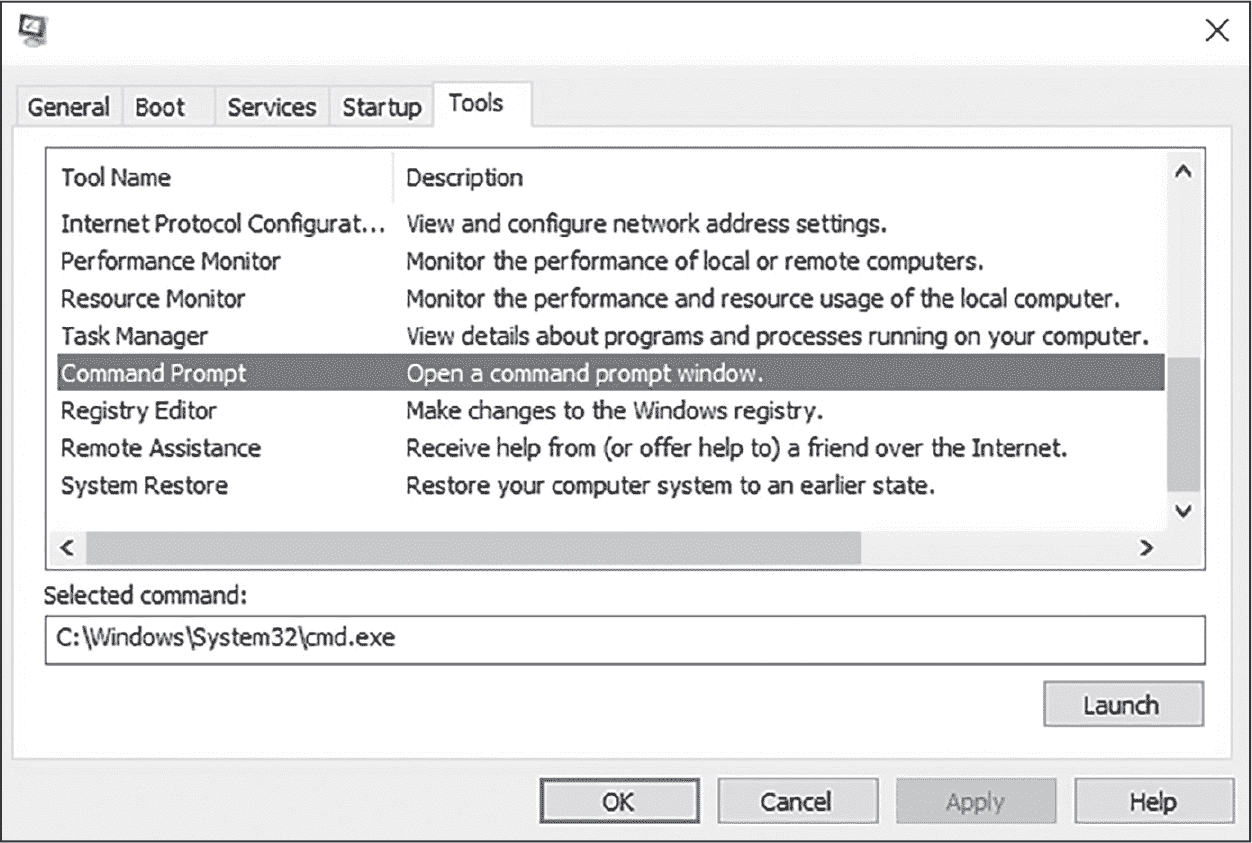 General Boot Services Startup Tools
Tool Name Description
Internet Protocol Configurat... View and configure network address settings.
Performance Monitor Monitor the performance of local or remote computers.
Resource Monitor Monitor the performance and resource usage of the local computer.
Task Manager View details about programs and processes running on your computer.
Command Prompt Open a command prompt window.
Registry Editor Make changes to the Windows registry.
Remote Assistance Receive help from (or offer help to) a friend over the Internet.
System Restore Restore your computer system to an earlier state.
Selected command:
C:\Windows\System32\cmd.exe
Launch
OK Cancel Apply Help